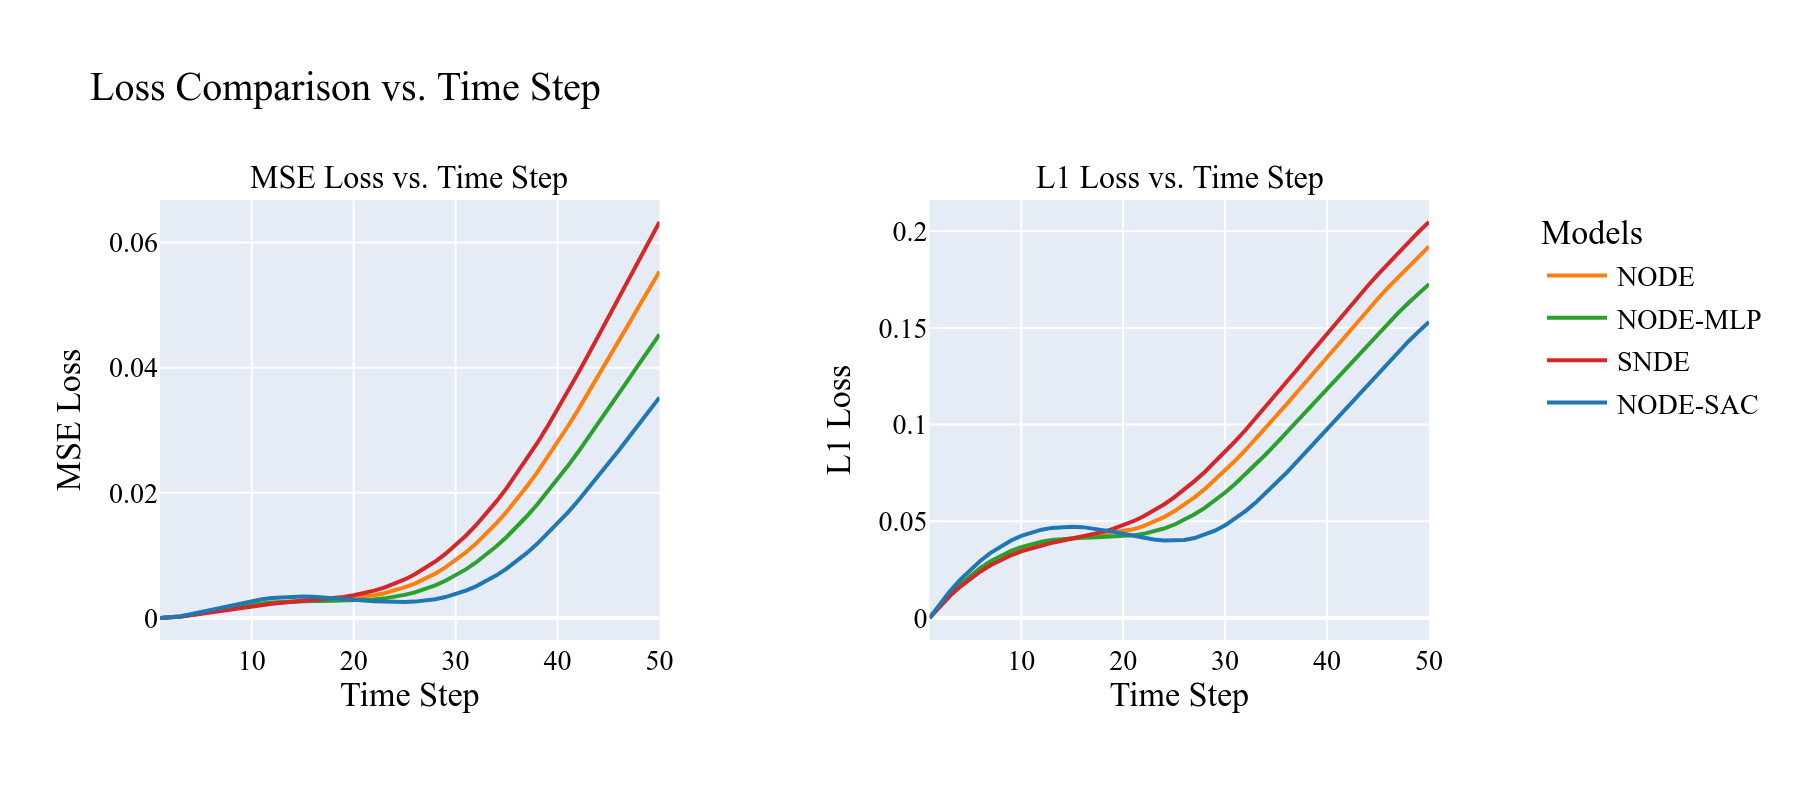 Loss Comparison vs. Time Step
MSE Loss vs. Time Step
MSE Loss
0.06
0.04
0.02
0
10 20 30 40 50
Time Step
L1 Loss vs. Time Step
L1 Loss
0.2
0.15
0.1
0.05
0
10 20 30 40 50
Time Step
Models
NODE
NODE-MLP
SNDE
NODE-SAC